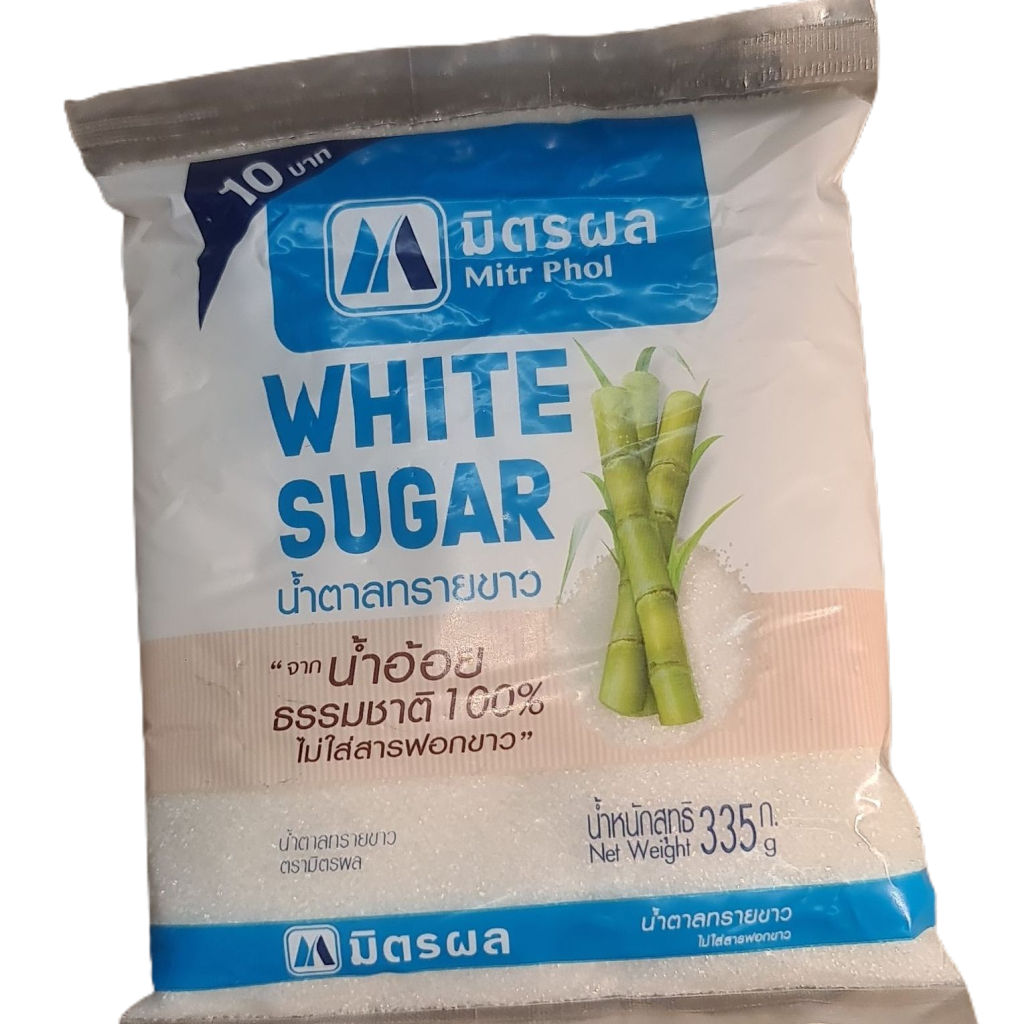 10 บาท
มิตรผล
Mitr Phol
WHITE
SUGAR
น้ำตาลทรายขาว
“จาก น้ำอ้อย
ธรรมชาติ 100%
ไม่ใส่สารฟอกขาว”
น้ำตาลทรายขาว
ตรามิตรผล
น้ำหนักสุทธิ 335 ก.
Net Weight 335 g
มิตรผล
น้ำตาลทรายขาว
ไม่ใส่สารฟอกขาว